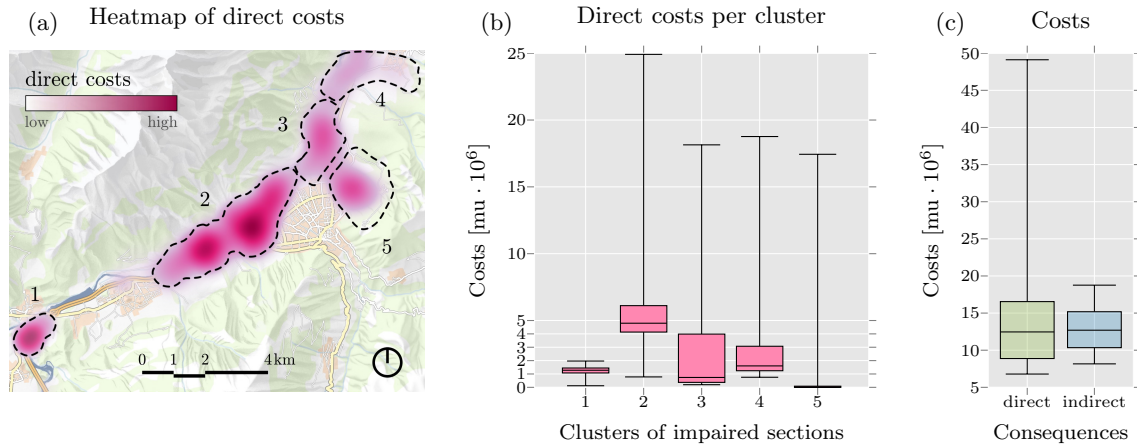 (a)
Heatmap of direct costs
direct costs
low
high
1
2
3
4
5
0 1 2 4 km
(b)
Direct costs per cluster
Costs [mu · 10⁶]
25
20
15
10
5
4
3
2
1
0
1 2 3 4 5
Clusters of impaired sections
(c)
Costs
Costs [mu · 10⁶]
50
45
40
35
30
25
20
15
10
5
direct indirect
Consequences